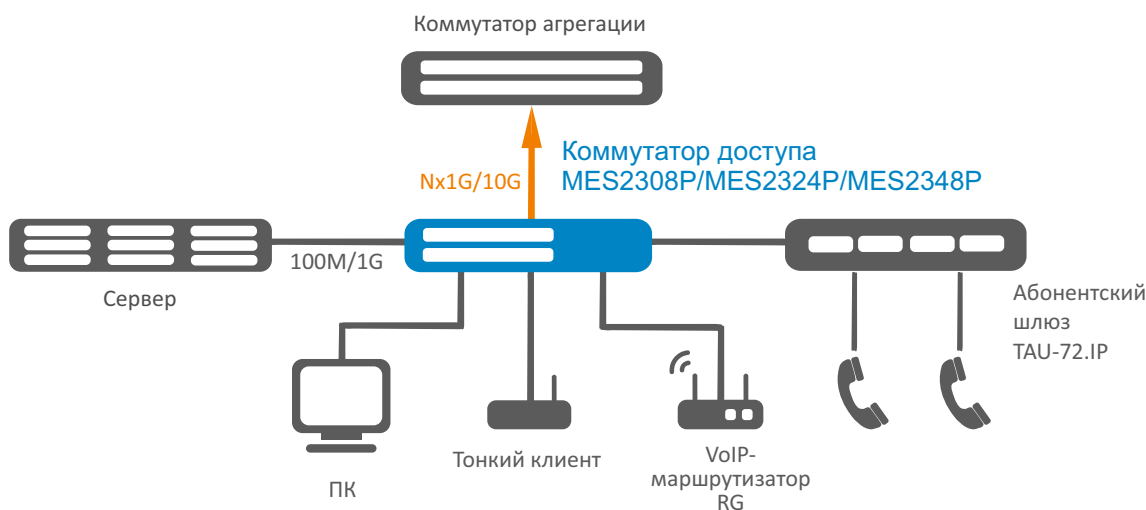 Коммутатор агрегации
Коммутатор доступа
Nx1G/10G
MES2308P/MES2324P/MES2348P
100M/1G
Сервер
Абонентский
шлюз
TAU-72.IP
ПК
Тонкий клиент
VoIP-
маршрутизатор
RG